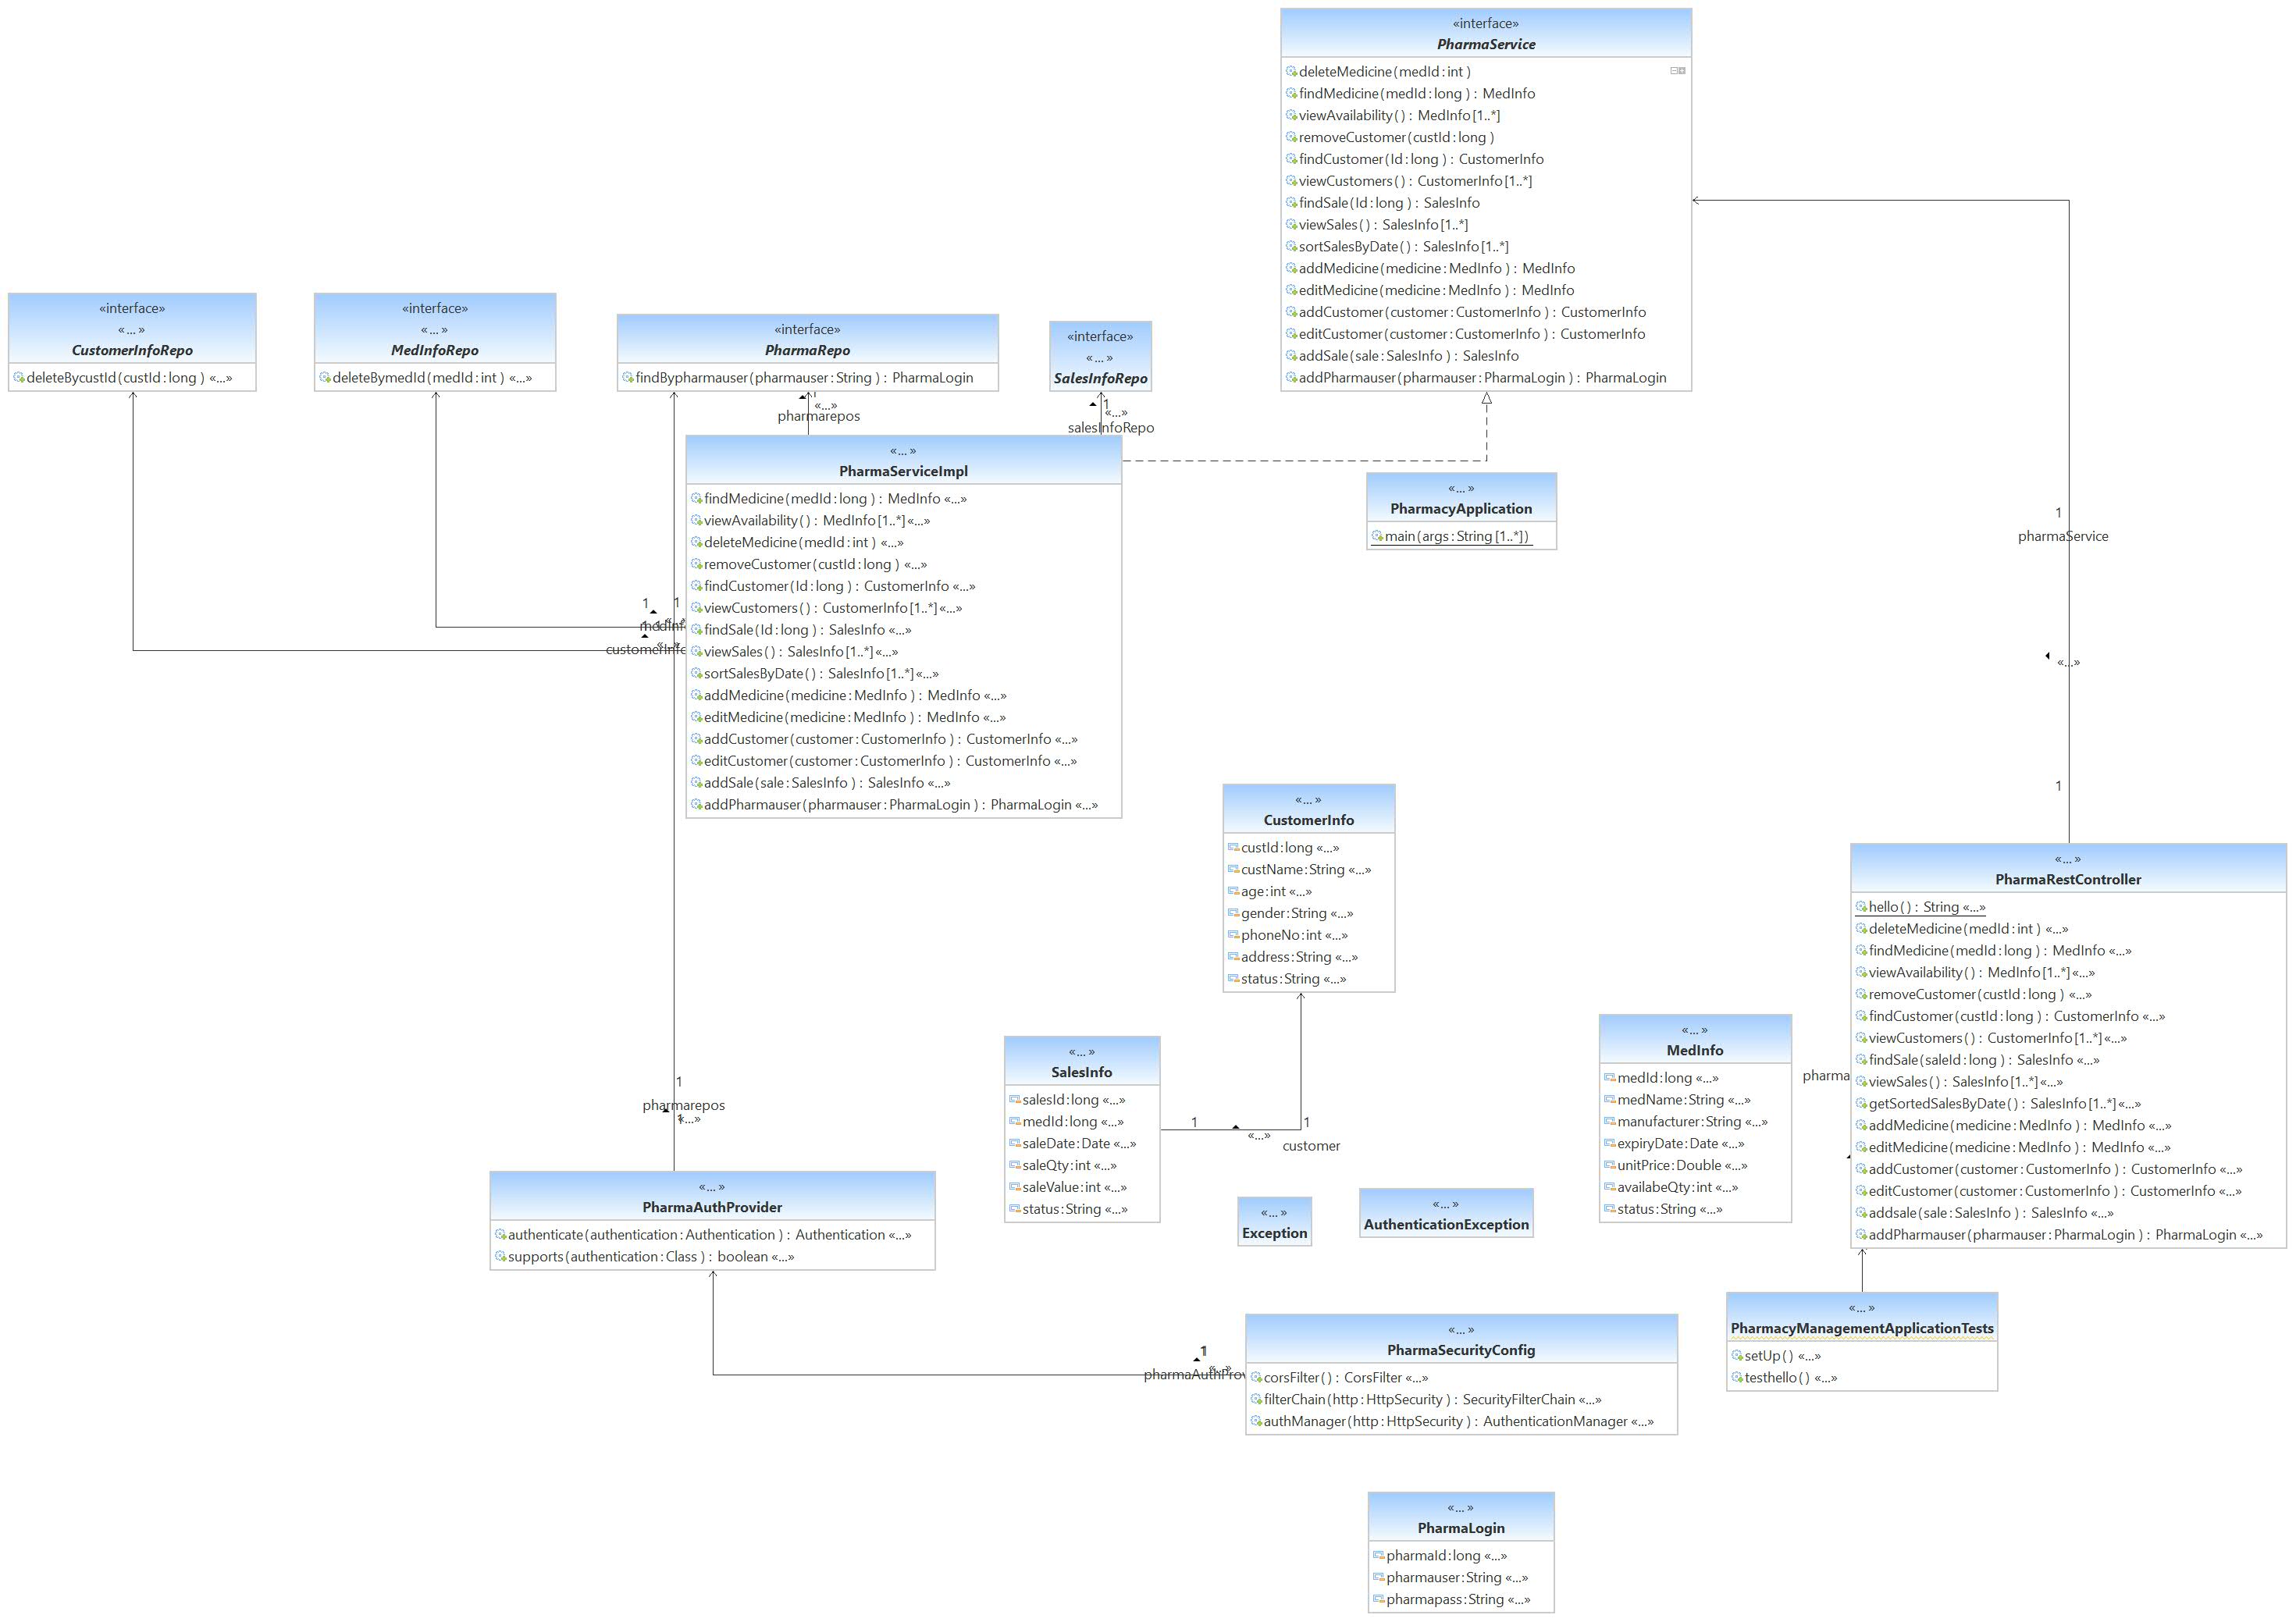 «interface»
PharmaService
deleteMedicine(medId:int)
findMedicine(medId:long): MedInfo
viewAvailability(): MedInfo[1..*]
removeCustomer(custId:long)
findCustomer(Id:long): CustomerInfo
viewCustomers(): CustomerInfo[1..*]
findSale(Id:long): SalesInfo
viewSales(): SalesInfo[1..*]
sortSalesByDate(): SalesInfo[1..*]
addMedicine(medicine:MedInfo): MedInfo
editMedicine(medicine:MedInfo): MedInfo
addCustomer(customer:CustomerInfo): CustomerInfo
editCustomer(customer:CustomerInfo): CustomerInfo
addSale(sale:SalesInfo): SalesInfo
addPharmauser(pharmauser:PharmaLogin): PharmaLogin
«interface»
«...»
CustomerInfoRepo
deleteBycustId(custId:long) «...»
«interface»
«...»
MedInfoRepo
deleteBymedId(medId:int) «...»
«interface»
PharmaRepo
findBypharmauser(pharmauser:String): PharmaLogin
«interface»
«...»
SalesInfoRepo
1
«...»
pharmarepos
1
«...»
salesInfoRepo
«...»
PharmaServiceImpl
findMedicine(medId:long): MedInfo «...»
viewAvailability(): MedInfo[1..*] «...»
deleteMedicine(medId:int) «...»
removeCustomer(custId:long) «...»
findCustomer(Id:long): CustomerInfo «...»
viewCustomers(): CustomerInfo[1..*] «...»
findSale(Id:long): SalesInfo «...»
viewSales(): SalesInfo[1..*] «...»
sortSalesByDate(): SalesInfo[1..*] «...»
addMedicine(medicine:MedInfo): MedInfo «...»
editMedicine(medicine:MedInfo): MedInfo «...»
addCustomer(customer:CustomerInfo): CustomerInfo «...»
editCustomer(customer:CustomerInfo): CustomerInfo «...»
addSale(sale:SalesInfo): SalesInfo «...»
addPharmauser(pharmauser:PharmaLogin): PharmaLogin «...»
1
1
«...»
PharmacyApplication
main(args:String[1..*])
1
pharmaService
«...»
1
«...»
CustomerInfo
custId:long «...»
custName:String «...»
age:int «...»
gender:String «...»
phoneNo:int «...»
address:String «...»
status:String «...»
«...»
PharmaRestController
hello(): String «...»
deleteMedicine(medId:int) «...»
findMedicine(medId:long): MedInfo «...»
viewAvailability(): MedInfo[1..*] «...»
removeCustomer(custId:long) «...»
findCustomer(custId:long): CustomerInfo «...»
viewCustomers(): CustomerInfo[1..*] «...»
findSale(saleId:long): SalesInfo «...»
viewSales(): SalesInfo[1..*] «...»
getSortedSalesByDate(): SalesInfo[1..*] «...»
addMedicine(medicine:MedInfo): MedInfo «...»
editMedicine(medicine:MedInfo): MedInfo «...»
addCustomer(customer:CustomerInfo): CustomerInfo «...»
editCustomer(customer:CustomerInfo): CustomerInfo «...»
addsale(sale:SalesInfo): SalesInfo «...»
addPharmauser(pharmauser:PharmaLogin): PharmaLogin «...»
«...»
MedInfo
medId:long «...»
medName:String «...»
manufacturer:String «...»
expiryDate:Date «...»
unitPrice:Double «...»
availabeQty:int «...»
status:String «...»
pharma
«...»
SalesInfo
salesId:long «...»
medId:long «...»
saleDate:Date «...»
saleQty:int «...»
saleValue:int «...»
status:String «...»
1
«...»
1
customer
1
pharmarepos
1
«...»
«...»
PharmaAuthProvider
authenticate(authentication:Authentication): Authentication «...»
supports(authentication:Class): boolean «...»
«...»
Exception
«...»
AuthenticationException
«...»
PharmacyManagementApplicationTests
setUp() «...»
testhello() «...»
1
«...»
PharmaSecurityConfig
corsFilter(): CorsFilter «...»
filterChain(http:HttpSecurity): SecurityFilterChain «...»
authManager(http:HttpSecurity): AuthenticationManager «...»
«...»
PharmaLogin
pharmaId:long «...»
pharmauser:String «...»
pharmapass:String «...»